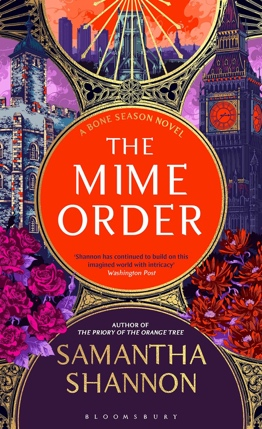 A BONE SEASON NOVEL
THE
MIME
ORDER
'Shannon has continued to build on this
imagined world with intricacy'
Washington Post
AUTHOR OF
THE PRIORY OF THE ORANGE TREE
SAMANTHA
SHANNON
BLOOMSBURY